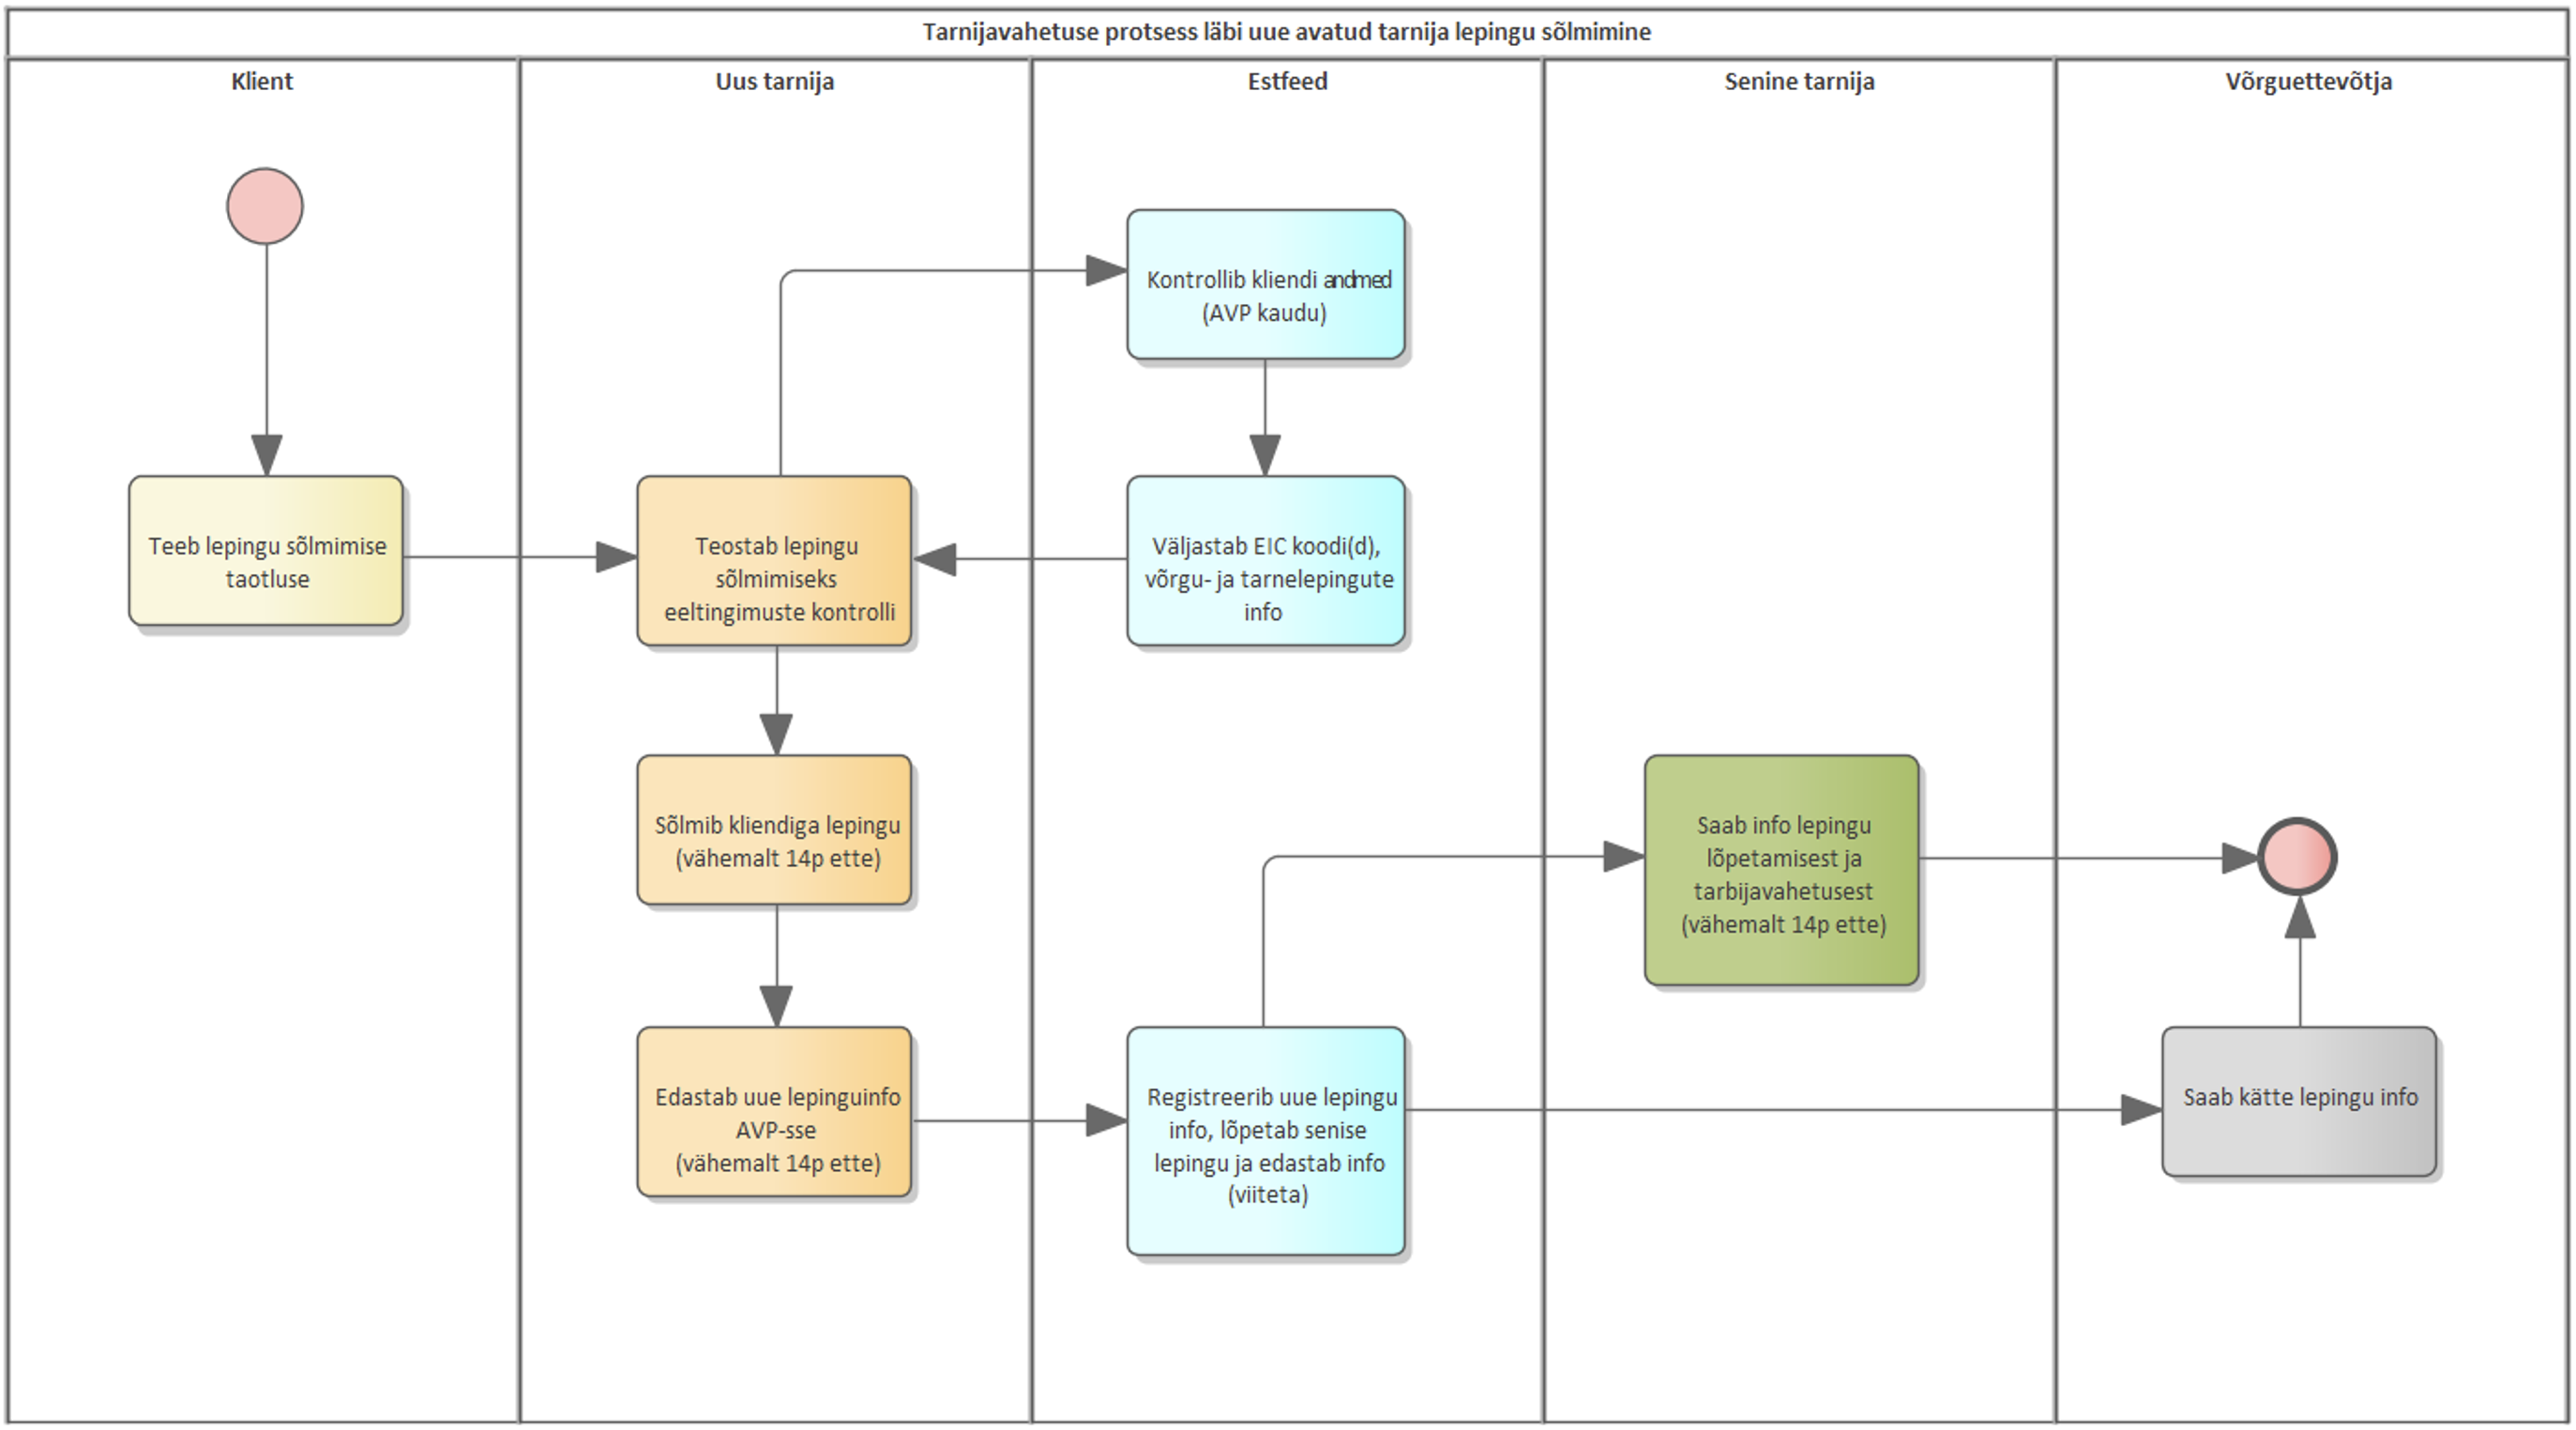 Tarnijavahetuse protsess läbi uue avatud tarnija lepingu sõlmimine
Klient
Uus tarnija
Estfeed
Senine tarnija
Võrguettevõtja
Kontrollib kliendi andmed
(AVP kaudu)
Teeb lepingu sõlmimise
taotluse
Teostab lepingu
sõlmimiseks
eeltingimuste kontrolli
Väljastab EIC koodi(d),
võrgu- ja tarnelepingute
info
Sõlmib kliendiga lepingu
(vähemalt 14p ette)
Saab info lepingu
lõpetamisest ja
tarbijavahetusest
(vähemalt 14p ette)
Edastab uue lepinguinfo
AVP-sse
(vähemalt 14p ette)
Registreerib uue lepingu
info, lõpetab senise
lepingu ja edastab info
(viiteta)
Saab kätte lepingu info